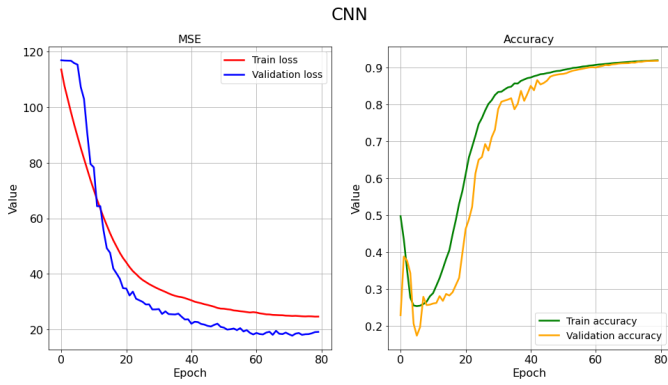 CNN
MSE
Accuracy
Value
120
100
80
60
40
20
0
20
40
60
80
Epoch
Train loss
Validation loss
Value
0.9
0.8
0.7
0.6
0.5
0.4
0.3
0.2
0
20
40
60
80
Epoch
Train accuracy
Validation accuracy